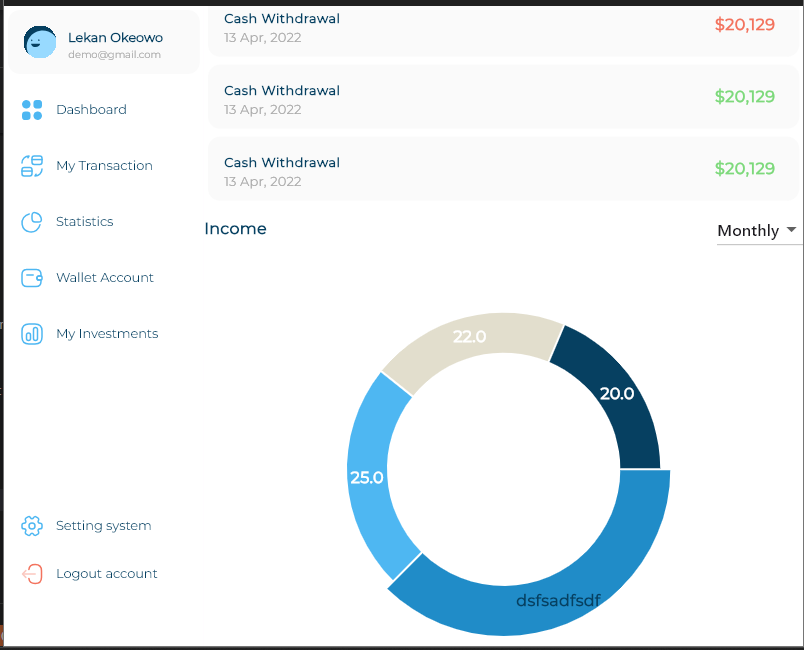 Lekan Okeowo
demo@gmail.com
Dashboard
My Transaction
Statistics
Wallet Account
My Investments
Setting system
Logout account
Cash Withdrawal
$20,129
13 Apr, 2022
Cash Withdrawal
$20,129
13 Apr, 2022
Cash Withdrawal
$20,129
13 Apr, 2022
Income
Monthly
22.0
20.0
25.0
dsfsadfsdf